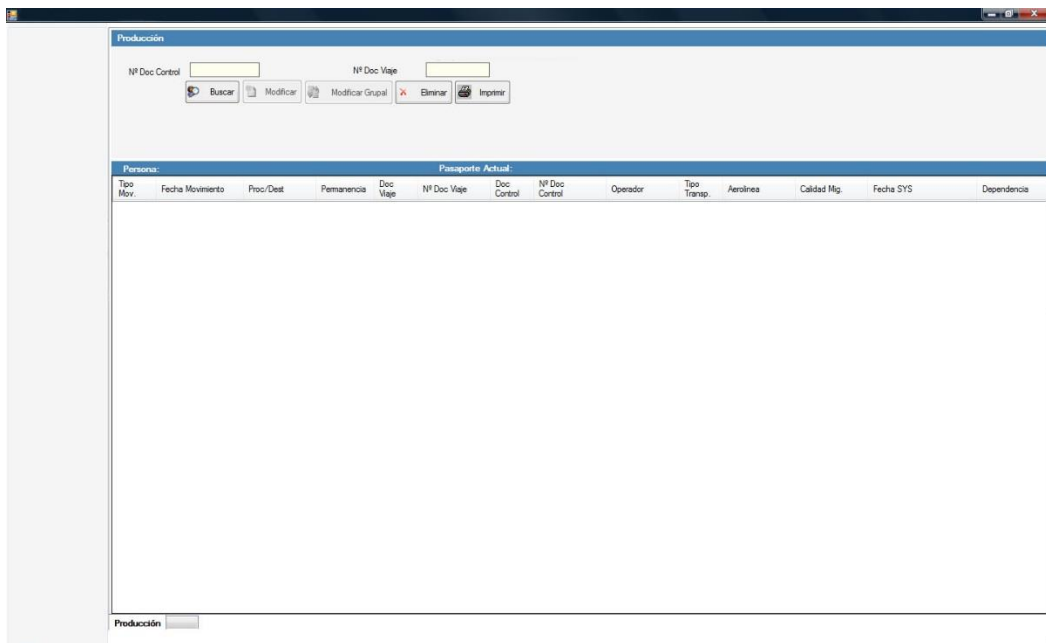 Producción
Nº Doc Control
Nº Doc Viaje
Buscar
Modificar
Modificar Grupal
Eliminar
Imprimir
Persona:
Pasaporte Actual:
Tipo Mov.
Fecha Movimiento
Proc/Dest
Permanencia
Doc Viaje
Nº Doc Viaje
Doc Control
Nº Doc Control
Operador
Tipo Transp.
Aerolinea
Calidad Mig.
Fecha SYS
Dependencia
Producción